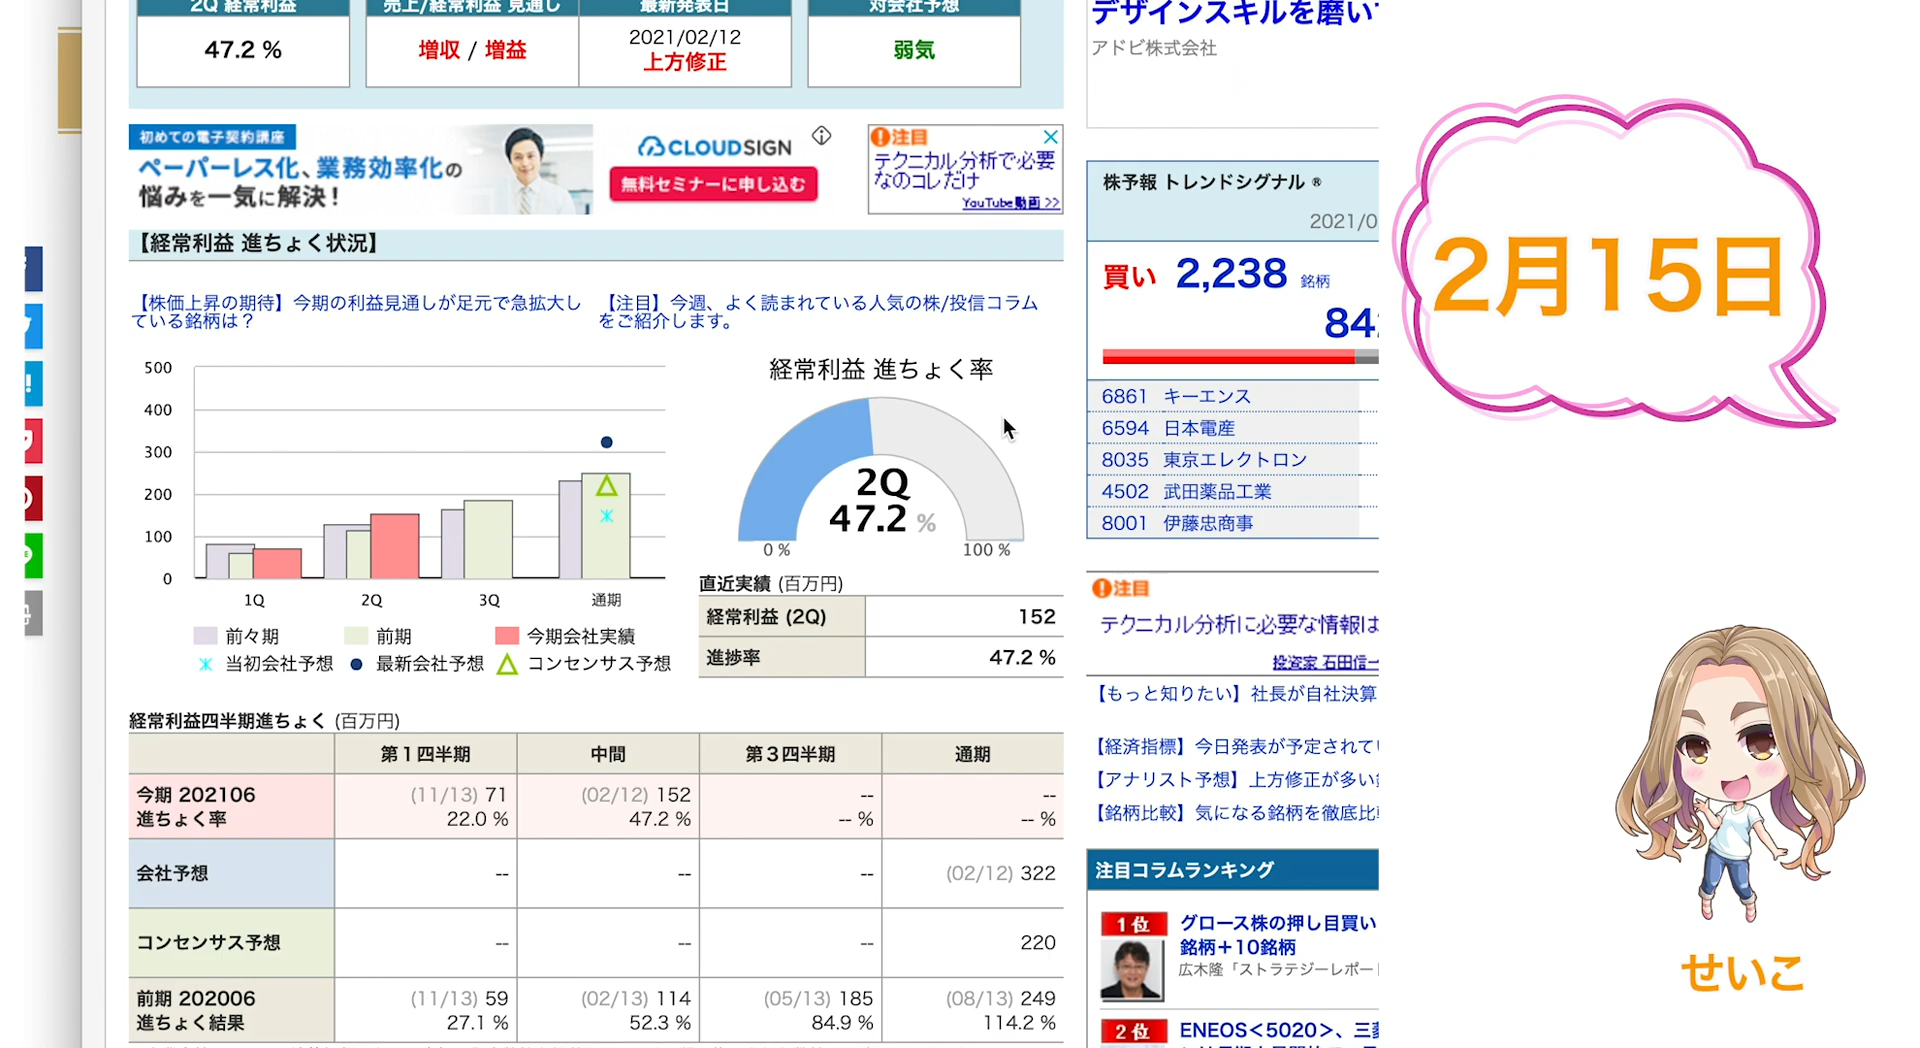 2Q 経常利益
47.2 %
売上/経常利益 見通し
増収 / 増益
最新発表日
2021/02/12
上方修正
対会社予想
弱気
初めての電子契約講座
ペーパーレス化、業務効率化の
悩みを一気に解決！
CLOUDSIGN
無料セミナーに申し込む
注目
テクニカル分析で必要
なのコレだけ
YouTube動画 >>
【経常利益 進ちょく状況】
【株価上昇の期待】今期の利益見通しが足元で急拡大し
ている銘柄は？
【注目】今週、よく読まれている人気の株/投信コラム
をご紹介します。
500
400
300
200
100
0
1Q
2Q
3Q
通期
前々期
前期
今期会社実績
当初会社予想
最新会社予想
コンセンサス予想
経常利益 進ちょく率
2Q
47.2 %
0 %
100 %
直近実績 (百万円)
経常利益 (2Q) 152
進捗率 47.2 %
経常利益四半期進ちょく (百万円)
第１四半期 中間 第３四半期 通期
今期 202106 (11/13) 71 (02/12) 152 -- --
進ちょく率 22.0 % 47.2 % -- % -- %
会社予想 -- -- -- (02/12) 322
コンセンサス予想 -- -- -- 220
前期 202006 (11/13) 59 (02/13) 114 (05/13) 185 (08/13) 249
進ちょく結果 27.1 % 52.3 % 84.9 % 114.2 %
デザインスキルを磨い
アドビ株式会社
株予報 トレンドシグナル ®
2021/0
買い 2,238 銘柄
84
6861 キーエンス
6594 日本電産
8035 東京エレクトロン
4502 武田薬品工業
8001 伊藤忠商事
注目
テクニカル分析に必要な情報は
投資家 石田信一
【もっと知りたい】社長が自社決算
【経済指標】今日発表が予定されてい
【アナリスト予想】上方修正が多い
【銘柄比較】気になる銘柄を徹底比
注目コラムランキング
1位
グロース株の押し目買い
銘柄＋10銘柄
広木隆「ストラテジーレポー
2位
ENEOS＜5020＞、三菱
2月15日
せいこ